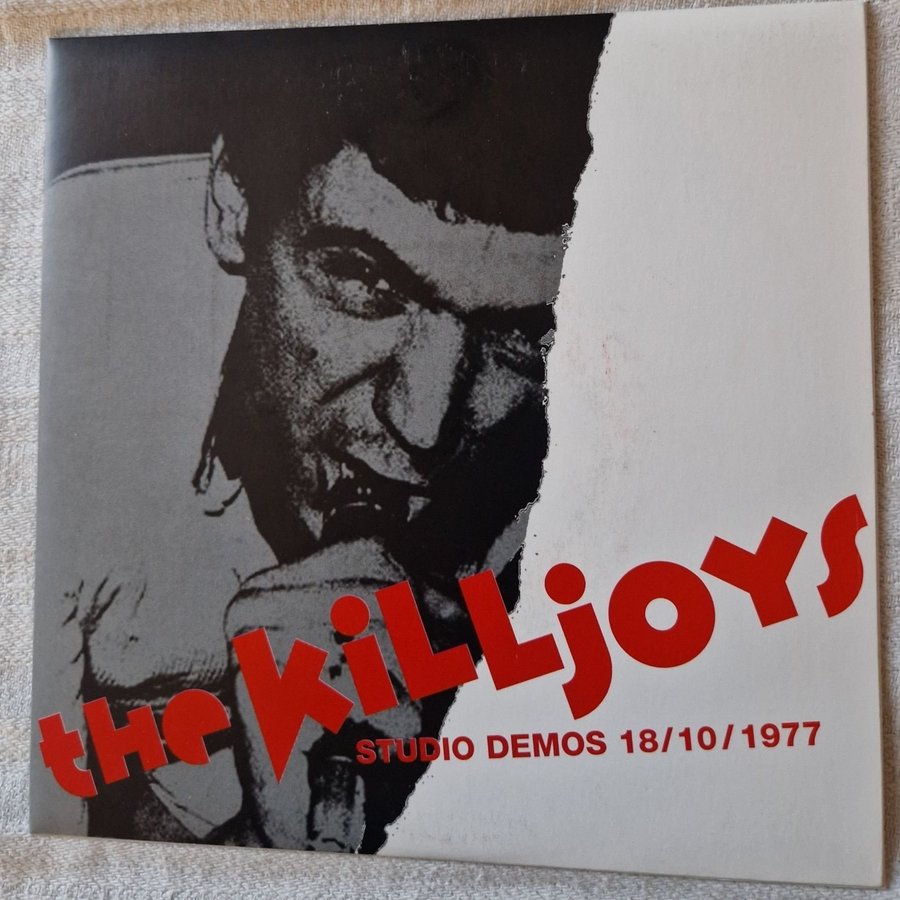 the KiLLjOYS
STUDIO DEMOS 18/10/1977